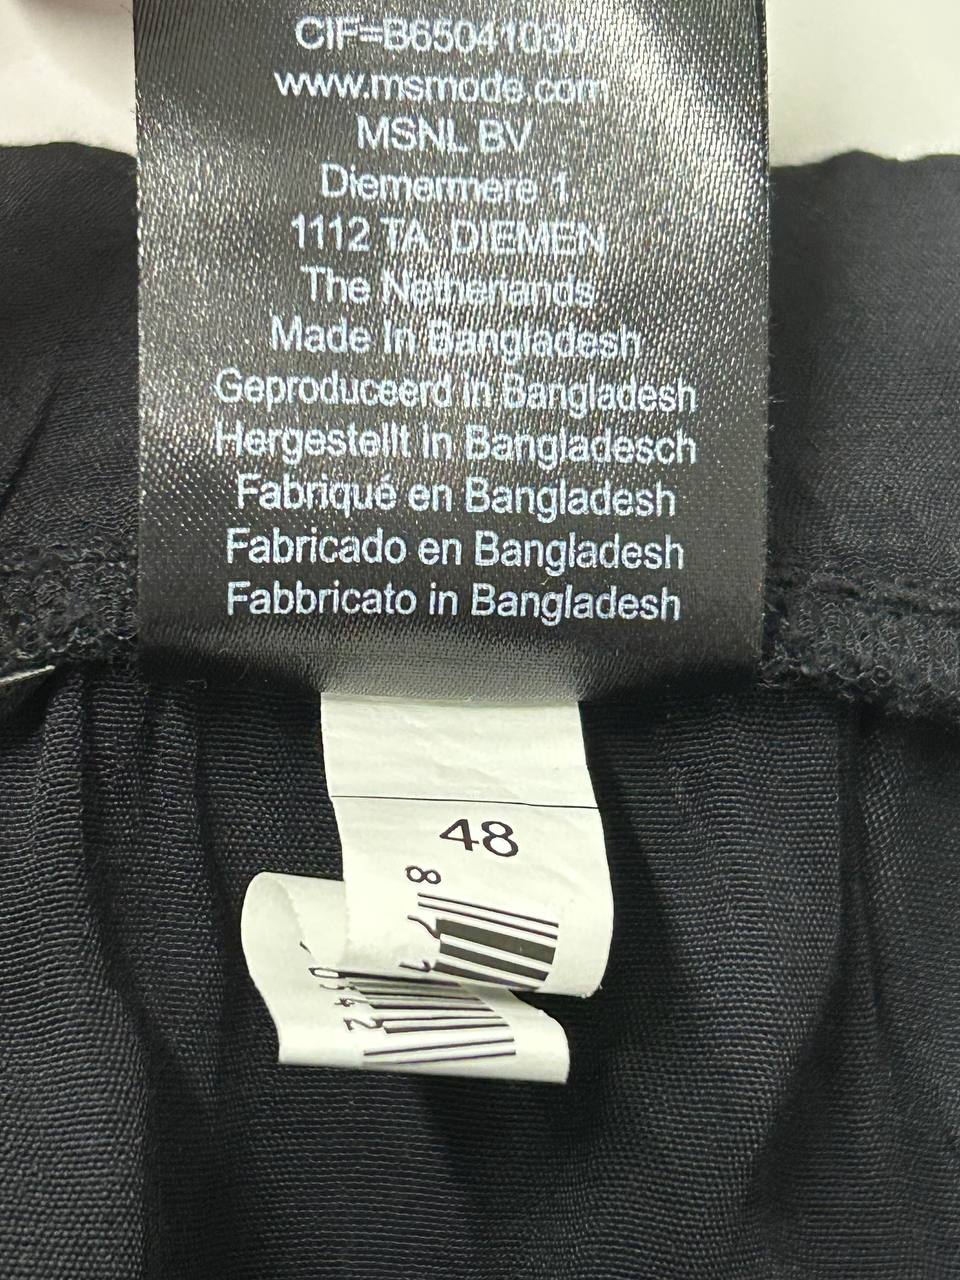 CIF=B65041030
www.msmode.com
MSNL BV
Diemermere 1
1112 TA DIEMEN
The Netherlands
Made In Bangladesh
Geproduceerd in Bangladesh
Hergestellt in Bangladesch
Fabriqué en Bangladesh
Fabricado en Bangladesh
Fabbricato in Bangladesh
48
8